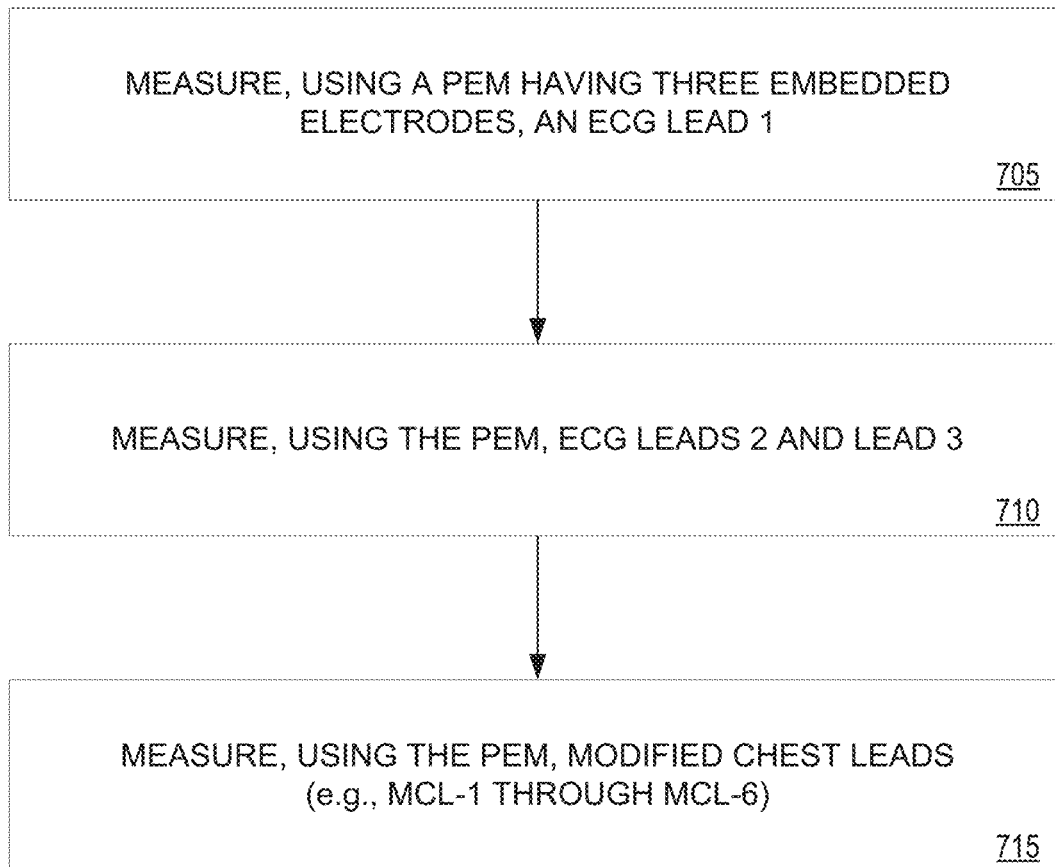 MEASURE, USING A PEM HAVING THREE EMBEDDED
ELECTRODES, AN ECG LEAD 1
705
MEASURE, USING THE PEM, ECG LEADS 2 AND LEAD 3
710
MEASURE, USING THE PEM, MODIFIED CHEST LEADS
(e.g., MCL-1 THROUGH MCL-6)
715